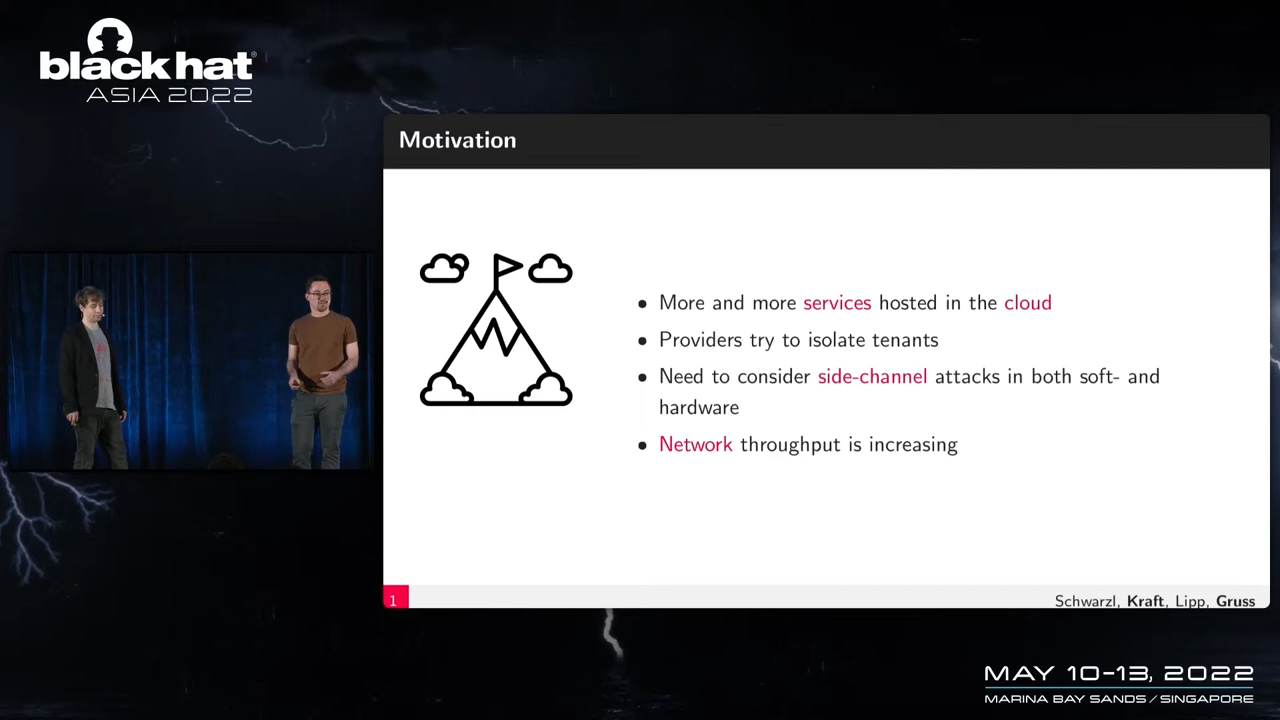 black hat®
ASIA 2022
Motivation
• More and more services hosted in the cloud
• Providers try to isolate tenants
• Need to consider side-channel attacks in both soft- and
hardware
• Network throughput is increasing
1
Schwarzl, Kraft, Lipp, Gruss
MAY 10-13, 2022
MARINA BAY SANDS / SINGAPORE